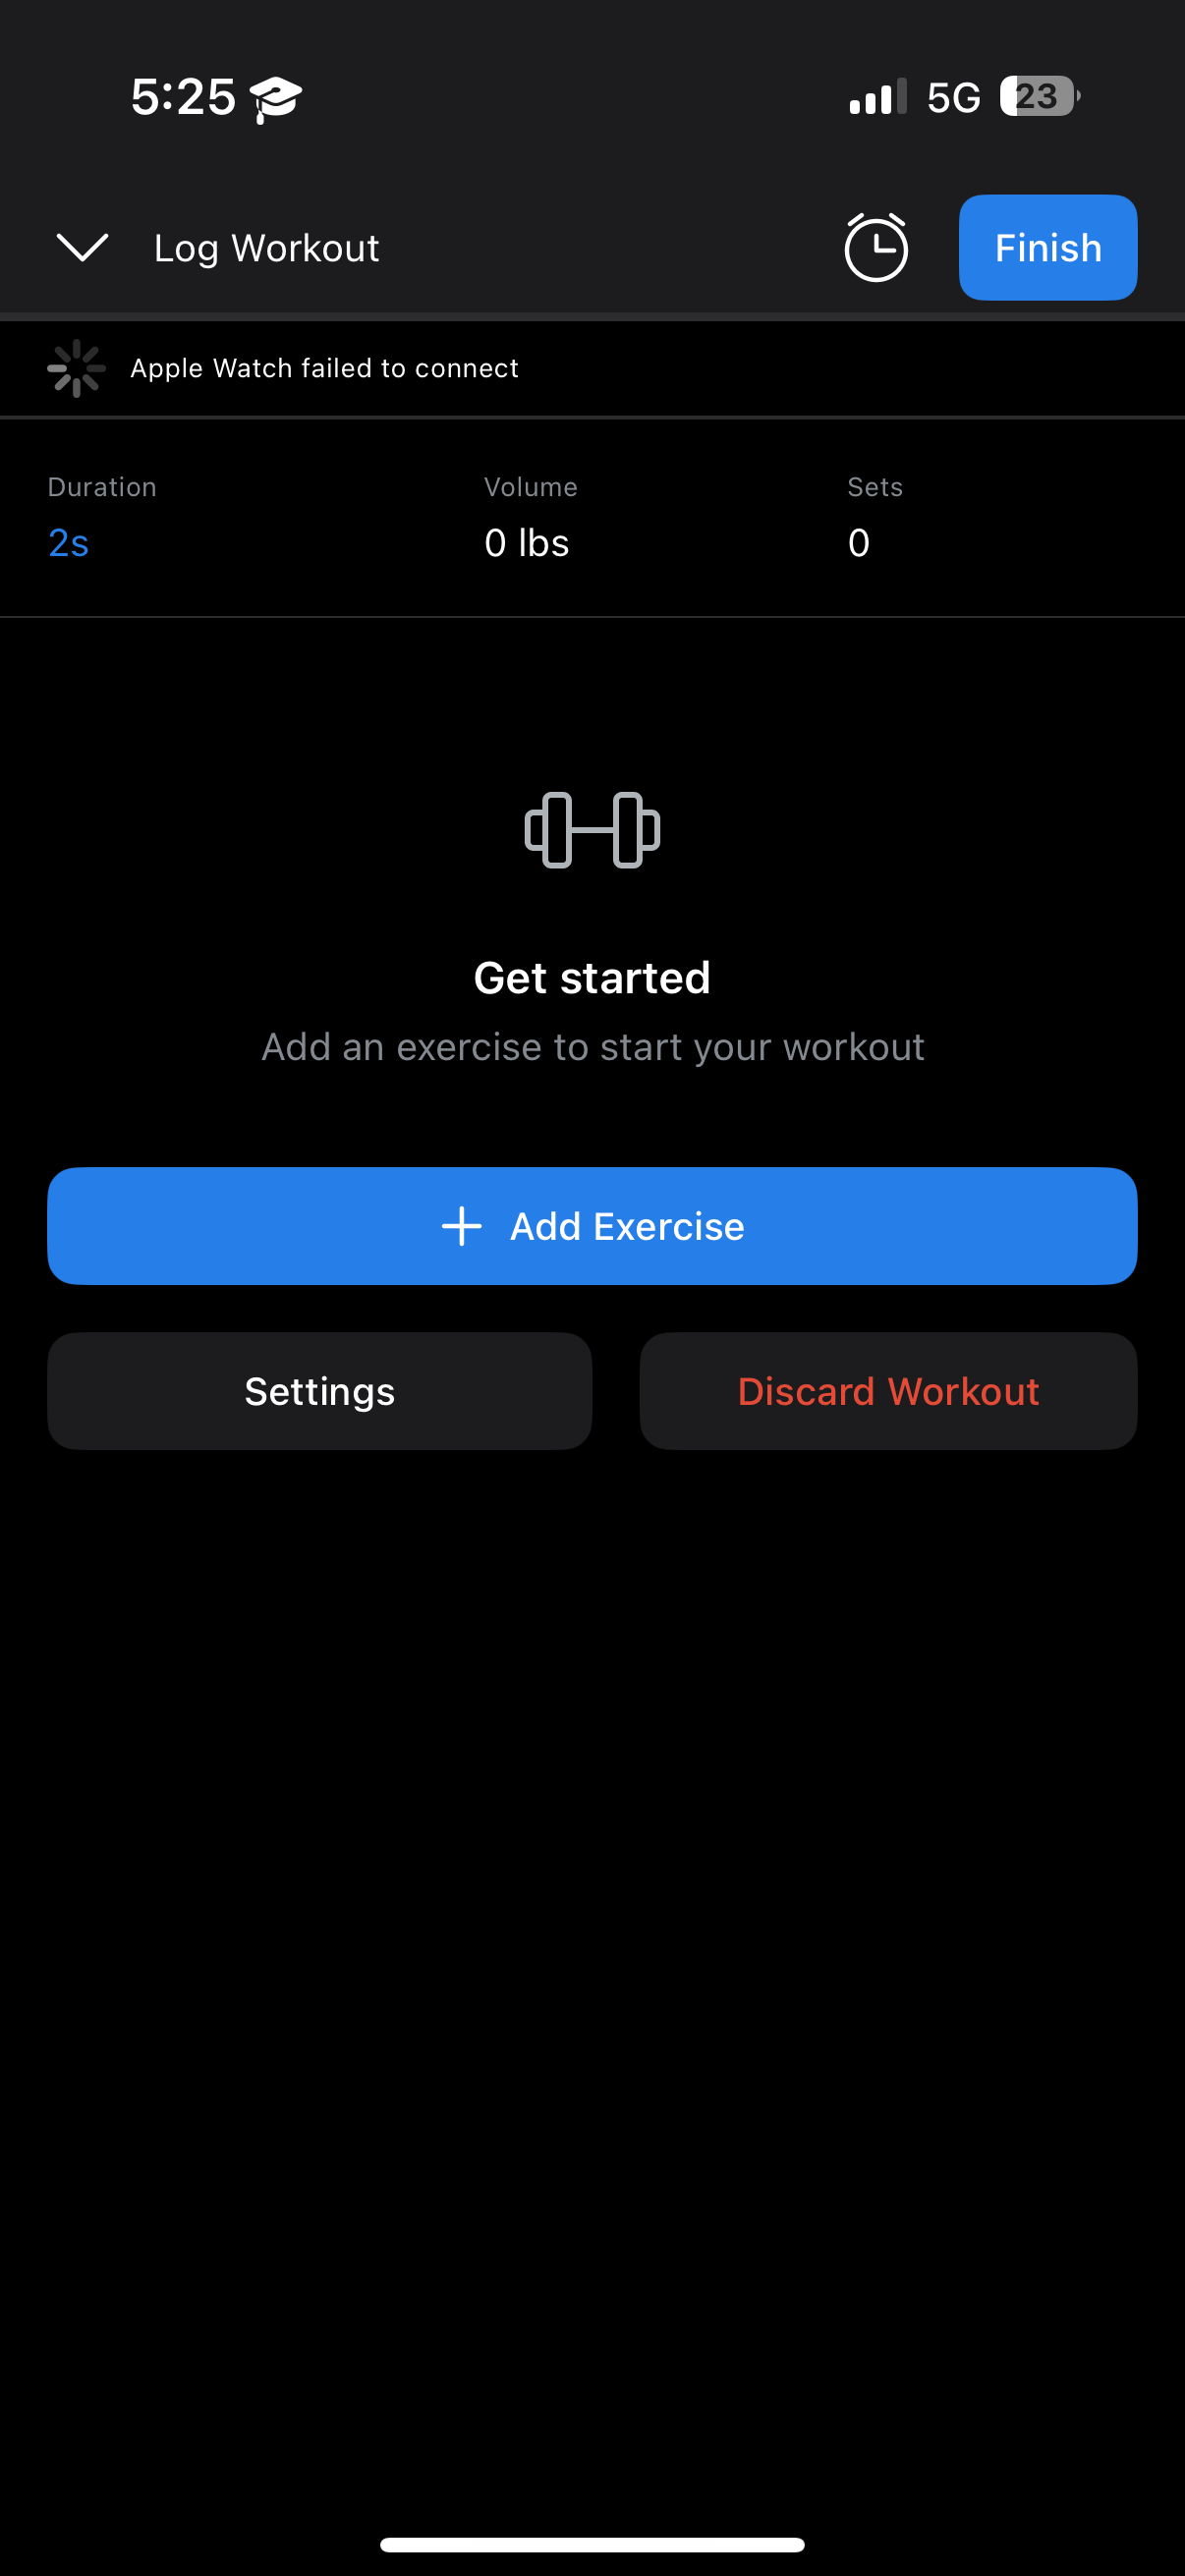 5:25
5G 23
Log Workout
Finish
Apple Watch failed to connect
Duration Volume Sets
2s 0 lbs 0
Get started
Add an exercise to start your workout
+ Add Exercise
Settings Discard Workout